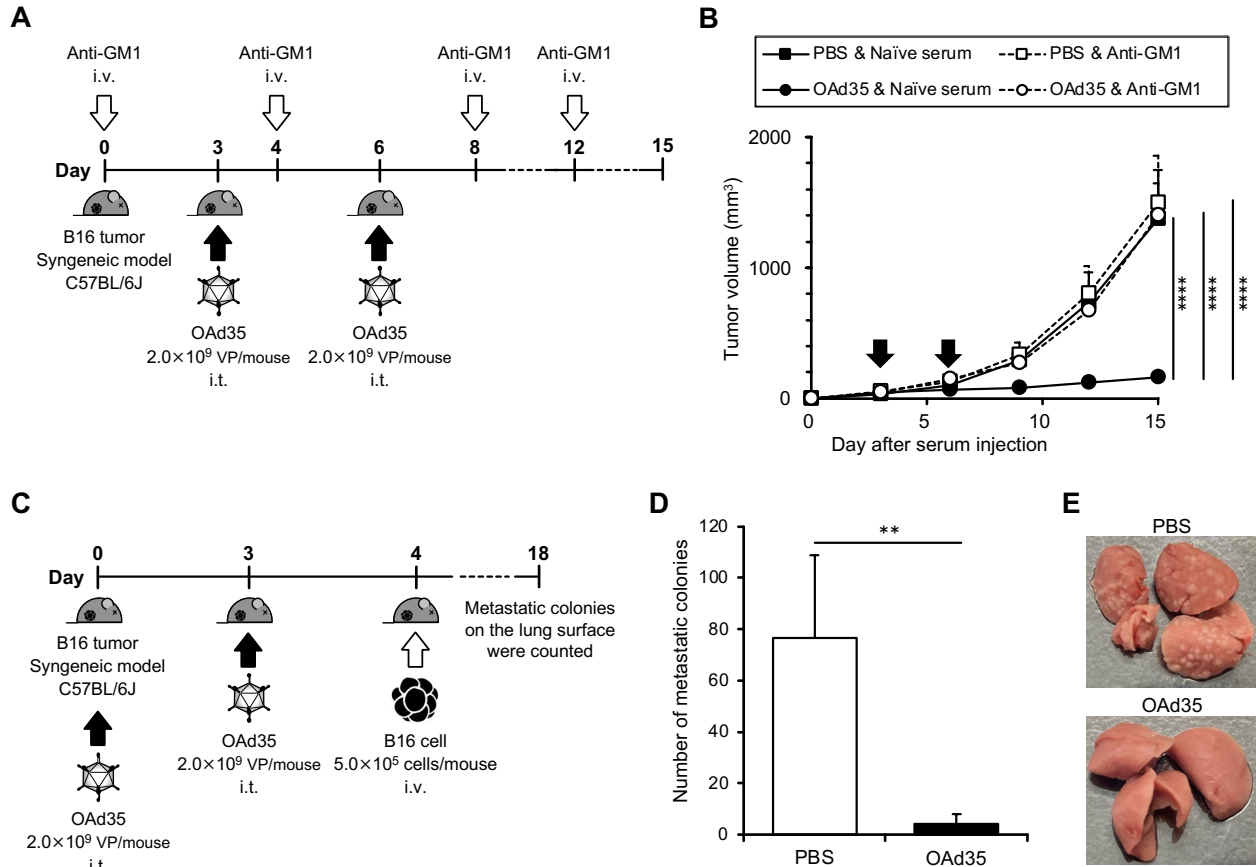 A
Anti-GM1
i.v.
Anti-GM1
i.v.
Anti-GM1
i.v.
Anti-GM1
i.v.
Day
0
3
4
6
8
12
15
B16 tumor
Syngeneic model
C57BL/6J
OAd35
2.0×10⁹ VP/mouse
i.t.
OAd35
2.0×10⁹ VP/mouse
i.t.
B
PBS & Naïve serum
PBS & Anti-GM1
OAd35 & Naïve serum
OAd35 & Anti-GM1
Tumor volume (mm³)
2000
1000
0
0
5
10
15
Day after serum injection
****
****
****
C
Day
0
3
4
18
B16 tumor
Syngeneic model
C57BL/6J
OAd35
2.0×10⁹ VP/mouse
i.t.
OAd35
2.0×10⁹ VP/mouse
i.t.
B16 cell
5.0×10⁵ cells/mouse
i.v.
Metastatic colonies
on the lung surface
were counted
D
Number of metastatic colonies
120
100
80
60
40
20
0
**
PBS
OAd35
E
PBS
OAd35